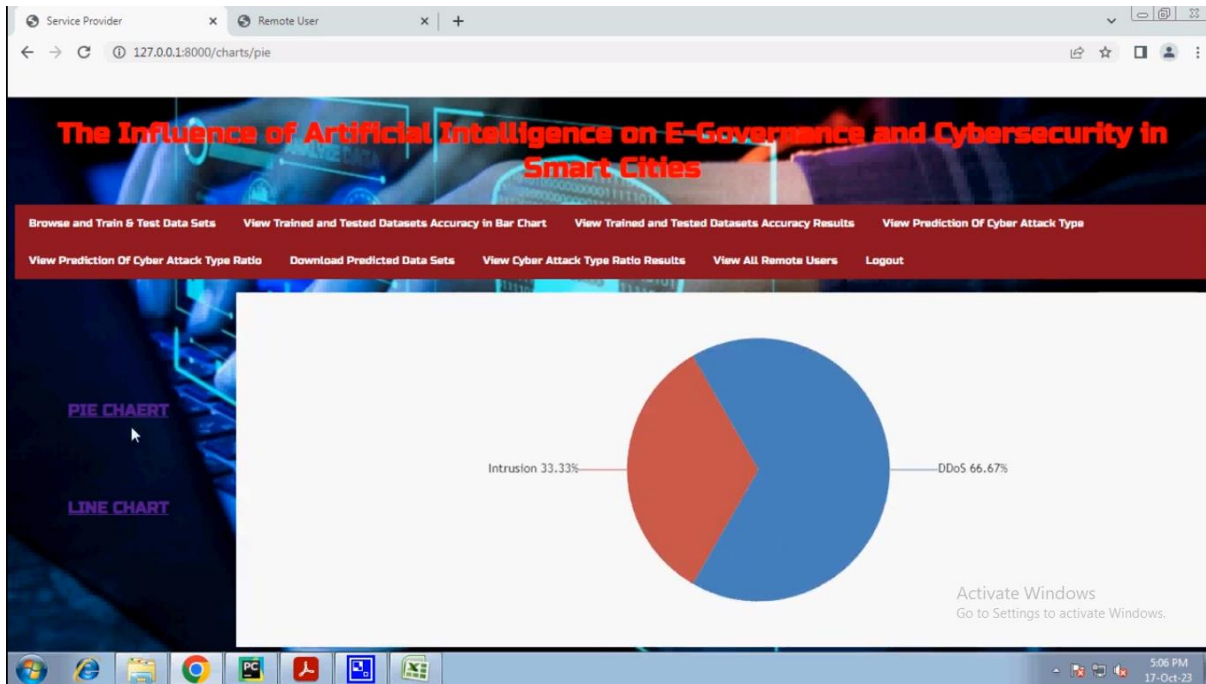 Service Provider
Remote User
127.0.0.1:8000/charts/pie
The Influence of Artificial Intelligence on E-Governance and Cybersecurity in
Smart Cities
Browse and Train & Test Data Sets
View Trained and Tested Datasets Accuracy in Bar Chart
View Trained and Tested Datasets Accuracy Results
View Prediction Of Cyber Attack Type
View Prediction Of Cyber Attack Type Ratio
Download Predicted Data Sets
View Cyber Attack Type Ratio Results
View All Remote Users
Logout
PIE CHAERT
LINE CHART
Intrusion 33.33%
DDoS 66.67%
Activate Windows
Go to Settings to activate Windows.
PC
5:06 PM
17-Oct-23